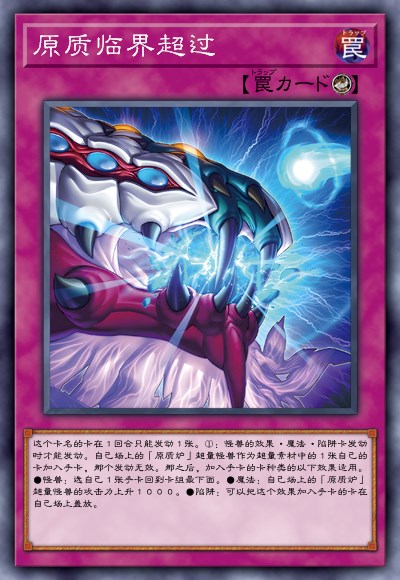 原质临界超过
罠
トラップ
【罠カード】
トラップ
这个卡名的卡在１回合只能发动１张。①：怪兽的效果·魔法·陷阱卡发动
时才能发动。自己场上的「原质炉」超量怪兽作为超量素材中的１张自己的
卡加入手卡，那个发动无效。那之后，加入手卡的卡种类的以下效果适用。
●怪兽：选自己１张手卡回到卡组最下面。●魔法：自己场上的「原质炉」
超量怪兽的攻击力上升１０００。●陷阱：可以把这个效果加入手卡的卡在
自己场上盖放。